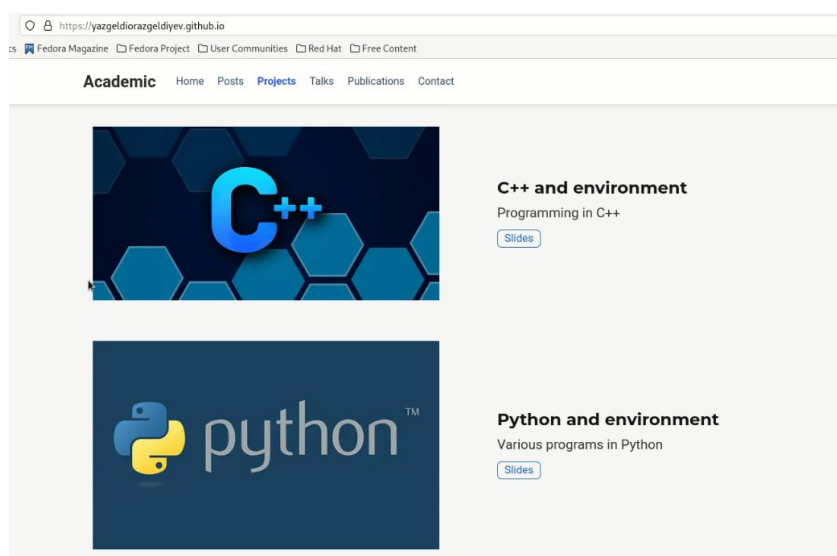 https://yazgeldiorazgeldiyev.github.io
cs Fedora Magazine Fedora Project User Communities Red Hat Free Content
Academic Home Posts Projects Talks Publications Contact
C++
C++ and environment
Programming in C++
Slides
python™
Python and environment
Various programs in Python
Slides